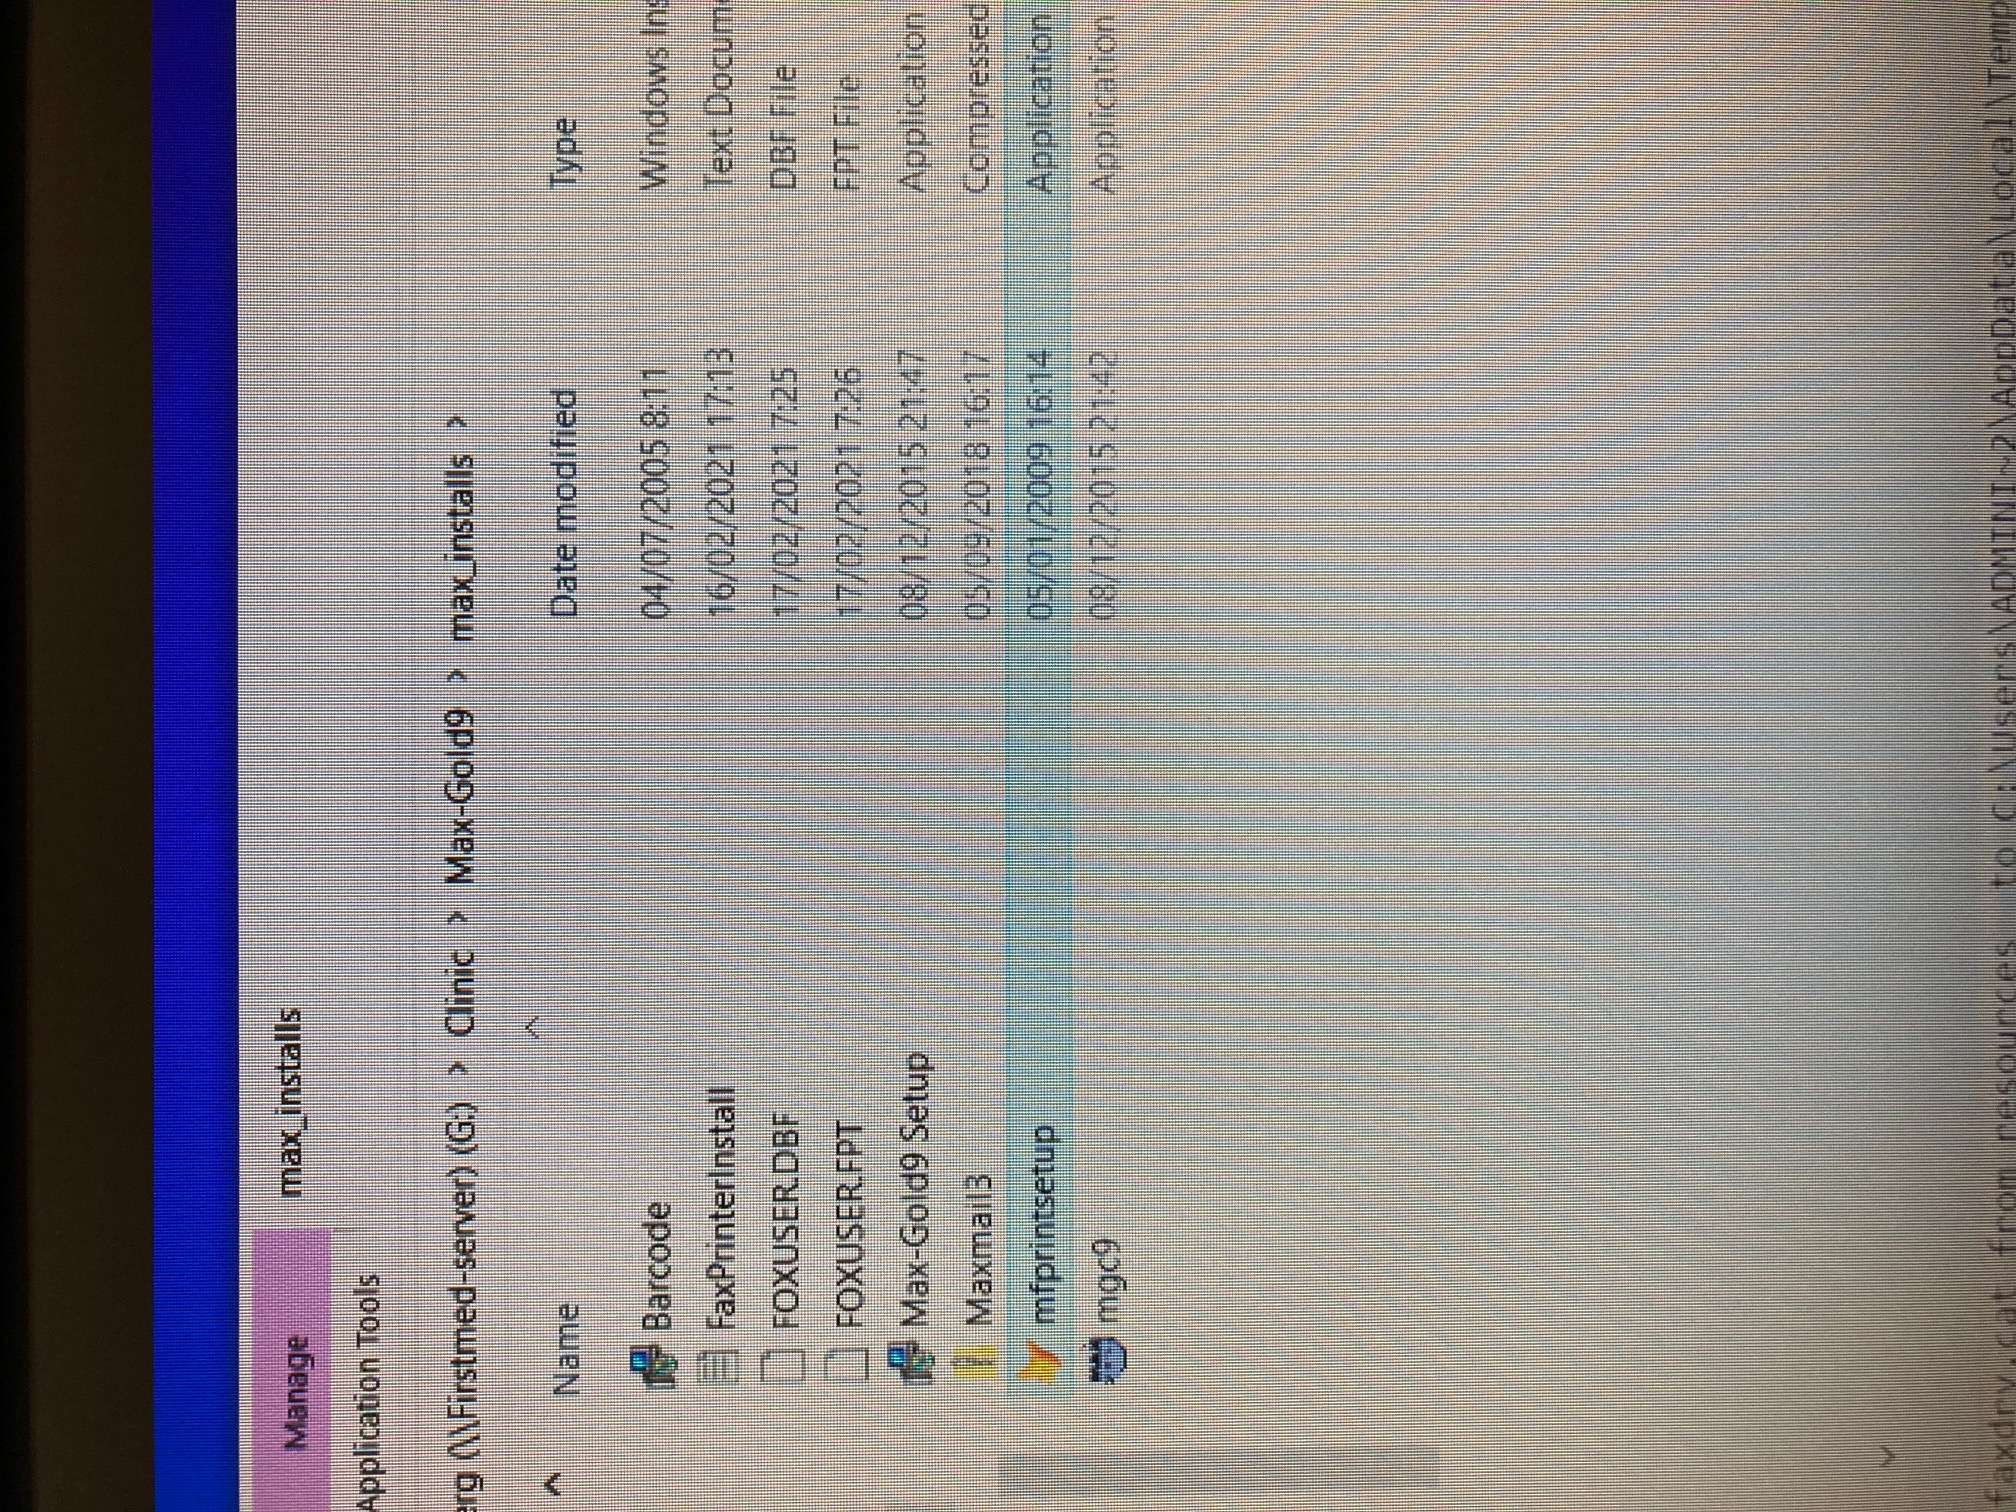 Manage max_installs
Application Tools
erg (\\Firstmed-server) (G:) > Clinic > Max-Gold9 > max_installs >
Name Date modified Type
Barcode 04/07/2005 8:11 Windows Ins
FaxPrinterInstall 16/02/2021 17:13 Text Docum
FOXUSER.DBF 17/02/2021 7:25 DBF File
FOXUSER.FPT 17/02/2021 7:26 FPT File
Max-Gold9 Setup 08/12/2015 21:47 Application
Maxmail3 05/09/2018 16:17 Compressed
mfprintsetup 05/01/2009 16:14 Application
mgc9 08/12/2015 21:42 Application
faxdrv.cat from resources to C:\Users\ADMINI~2\AppData\Local\Temp